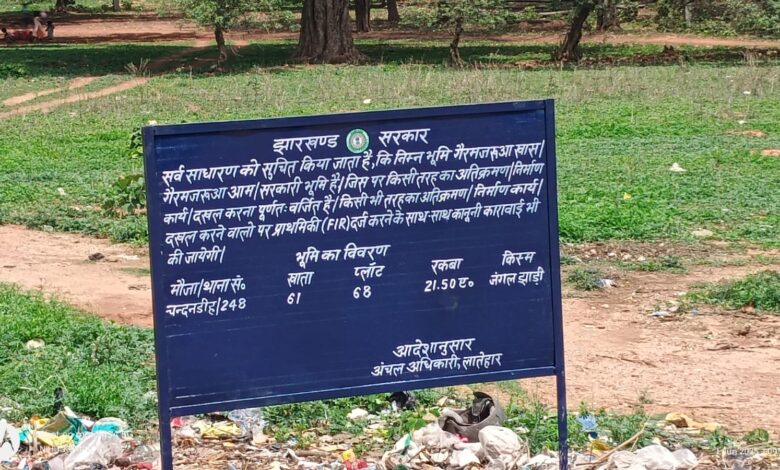 झारखण्ड सरकार
सर्व साधारण को सुचित किया जाता है, कि निम्न भूमि गैरमजरूआ खास/
गैरमजरूआ आम/सरकारी भूमि है/जिस पर किसी तरह का अतिक्रमण/निर्माण
कार्य/दखल करना पूर्णतः वर्जित है/किसी भी तरह का अतिक्रमण/निर्माण कार्य/
दखल करने वालो पर प्राथमिकी (FIR) दर्ज करने के साथ-साथ कानूनी कारावाई भी
की जायेगी/
भूमि का विवरण
मौजा/थाना सं० खाता प्लॉट रकबा किस्म
चन्दनडीह/248 61 68 21.50 ए० जंगल झाड़ी
आदेशानुसार
अंचल अधिकारी, लातेहार